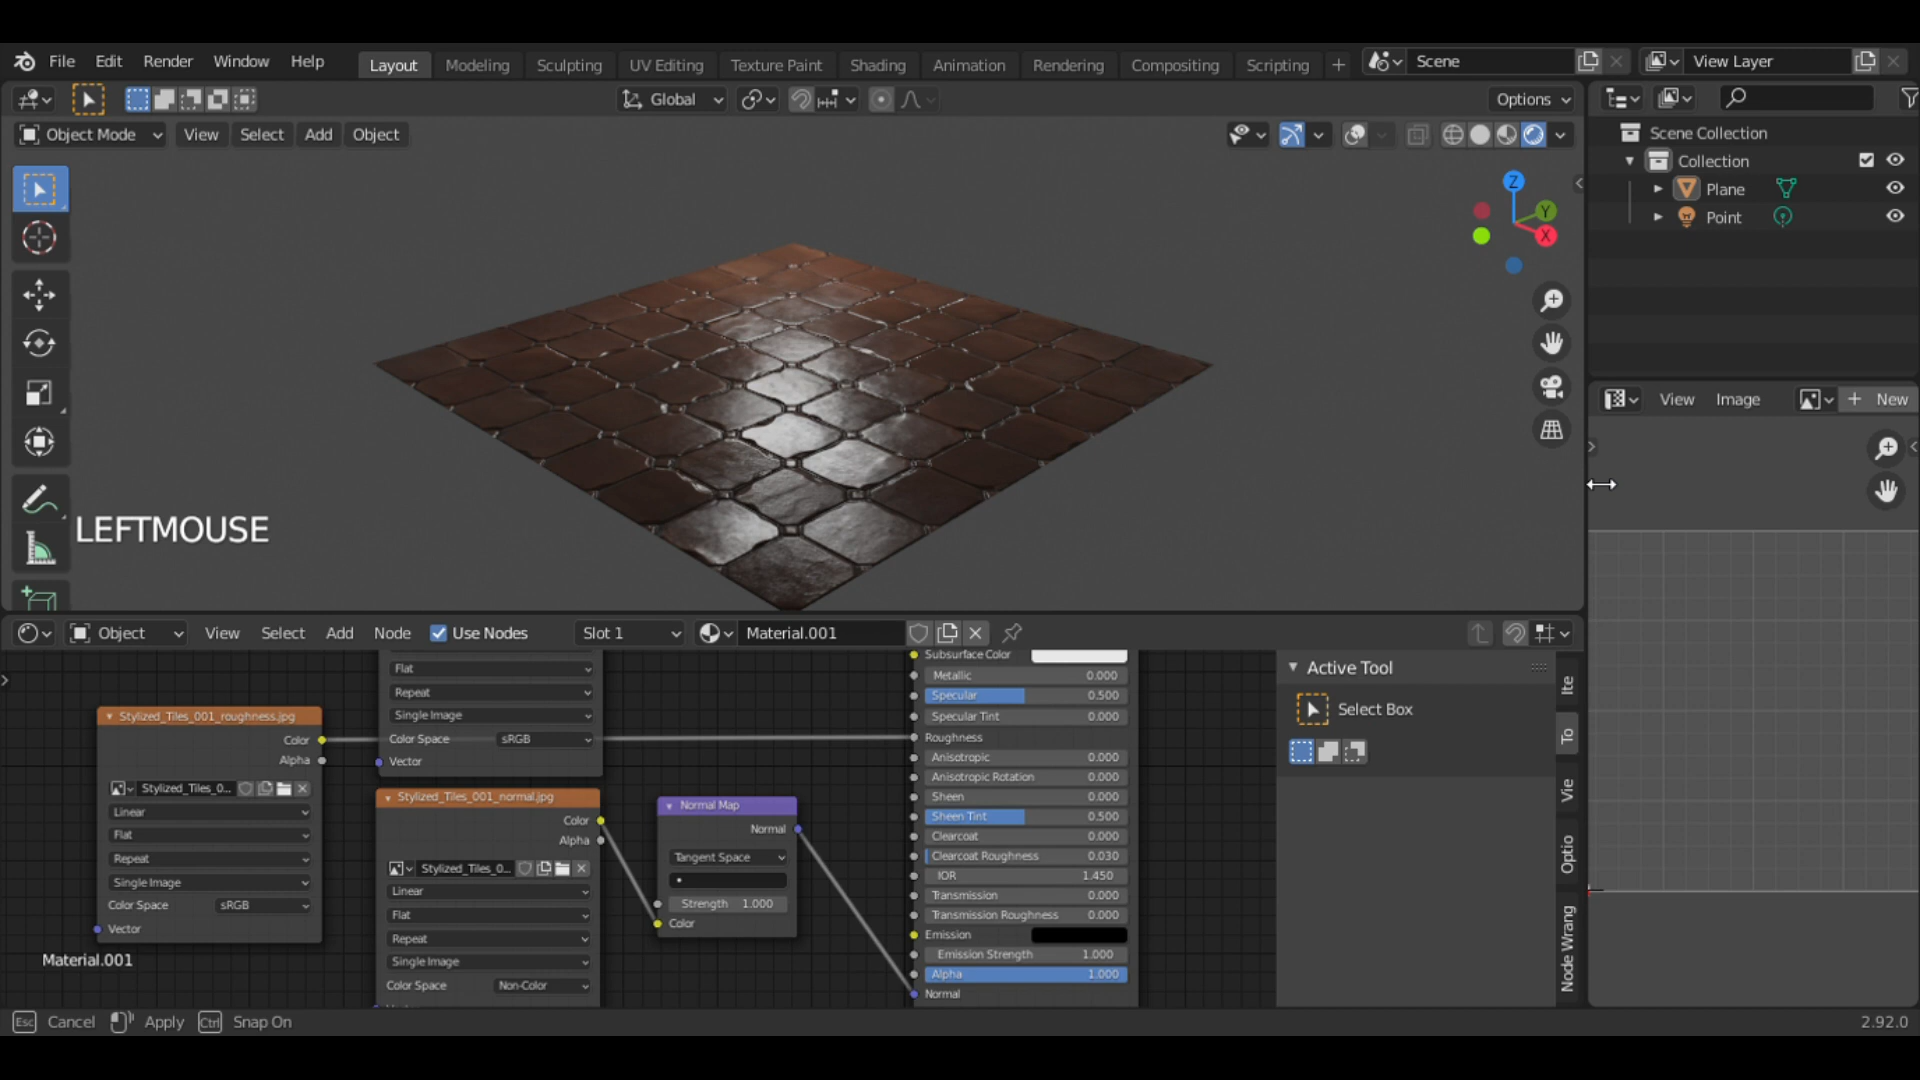 File Edit Render Window Help Layout Modeling Sculpting UV Editing Texture Paint Shading Animation Rendering Compositing Scripting + Scene View Layer
Global Options
Object Mode View Select Add Object
Scene Collection
Collection
Plane
Point
Z
Y
X
View Image + New
LEFTMOUSE
Object View Select Add Node Use Nodes Slot 1 Material.001
Flat
Repeat
Single Image
Color Space sRGB
Vector
Stylized_Tiles_001_roughness.jpg
Color
Alpha
Stylized_Tiles_0...
Linear
Flat
Repeat
Single Image
Color Space sRGB
Vector
Material.001
Stylized_Tiles_001_normal.jpg
Color
Alpha
Stylized_Tiles_0...
Linear
Flat
Repeat
Single Image
Color Space Non-Color
Normal Map
Normal
Tangent Space
Strength 1.000
Color
Subsurface Color
Metallic 0.000
Specular 0.500
Specular Tint 0.000
Roughness
Anisotropic 0.000
Anisotropic Rotation 0.000
Sheen 0.000
Sheen Tint 0.500
Clearcoat 0.000
Clearcoat Roughness 0.030
IOR 1.450
Transmission 0.000
Transmission Roughness 0.000
Emission
Emission Strength 1.000
Alpha 1.000
Normal
Active Tool
Select Box
Ite
To
Vie
Optio
Node Wrang
Esc Cancel Apply Ctrl Snap On
2.92.0